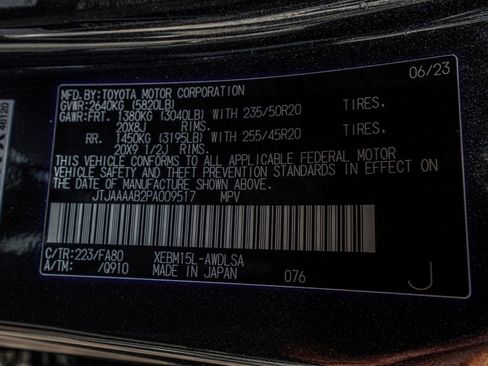 06/23
MFD.BY:TOYOTA MOTOR CORPORATION
GVWR:2640KG (5820LB)
GAWR:FRT. 1380KG (3040LB) WITH 235/50R20 TIRES,
20X8J RIMS.
RR. 1450KG (3195LB) WITH 255/45R20 TIRES,
20X9 1/2J RIMS.
THIS VEHICLE CONFORMS TO ALL APPLICABLE FEDERAL MOTOR
VEHICLE SAFETY AND THEFT PREVENTION STANDARDS IN EFFECT ON
THE DATE OF MANUFACTURE SHOWN ABOVE.
JTJAAAAB2PA009517 MPV
C/TR:223/FA80 XEBM15L-AWDLSA
A/TM: /Q910 MADE IN JAPAN 076 J
46120